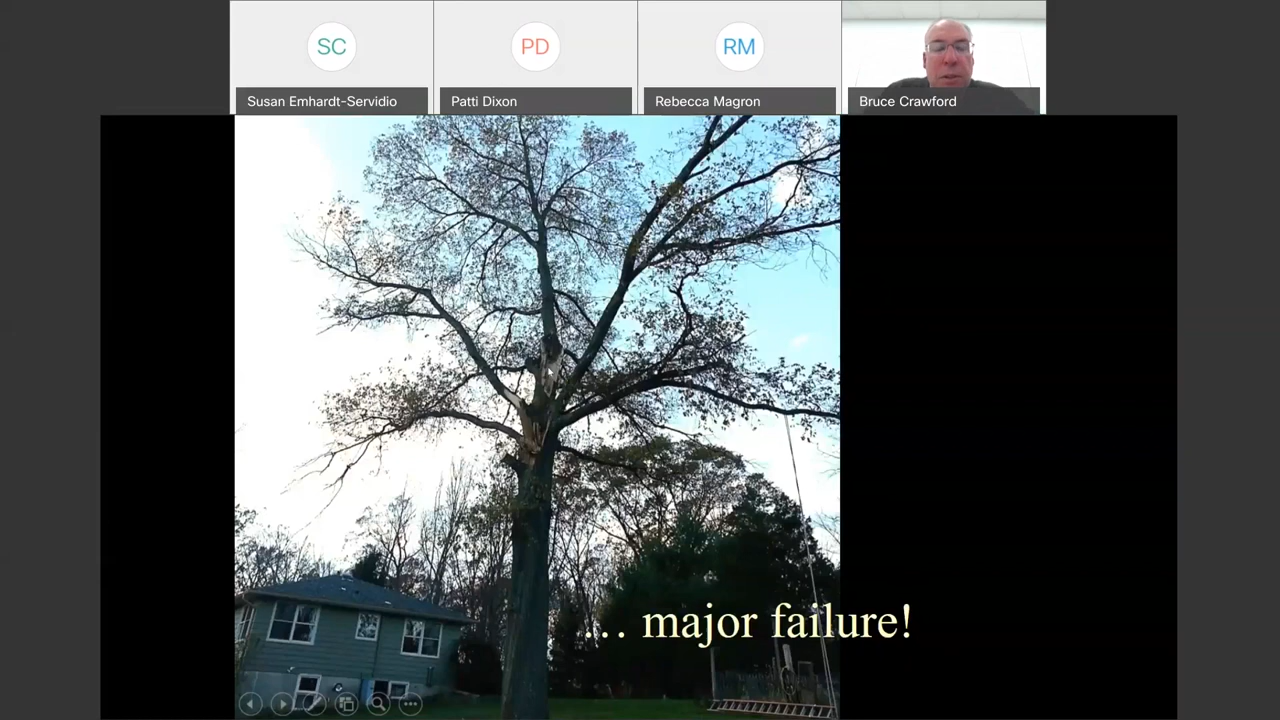 SC
PD
RM
Susan Emhardt-Servidio
Patti Dixon
Rebecca Magron
Bruce Crawford
... major failure!